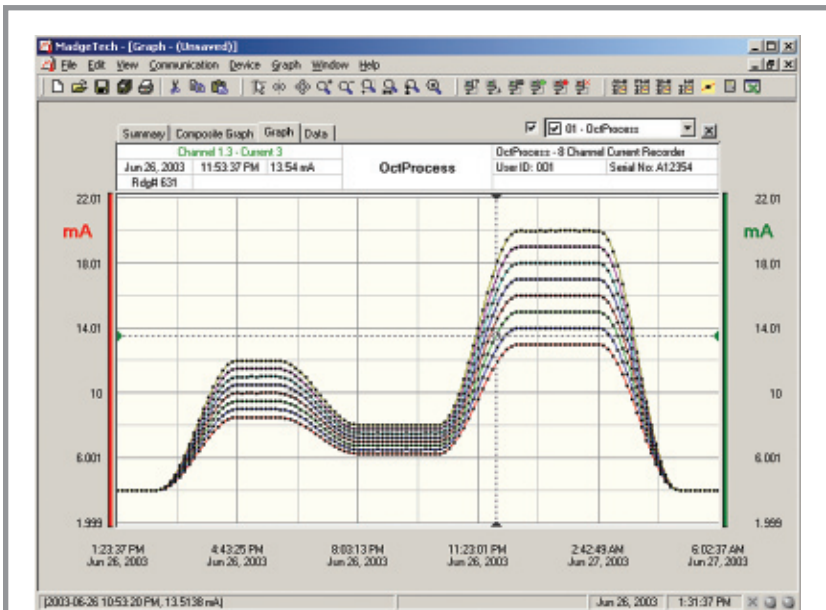 MadgeTech - [Graph - (Unsaved)]
File Edit View Communication Device Graph Window Help
Summary Composite Graph Graph Data
01 - OctProcess
Channel 1.3 - Current 3
Jun 26, 2003 11:53:37 PM 13.54 mA
Rdg# 631
OctProcess
OctProcess - 8 Channel Current Recorder
User ID: 001 Serial No: A12354
22.01 22.01
mA mA
18.01 18.01
14.01 14.01
10 10
6.001 6.001
1.999 1.999
1:23:37 PM 4:43:25 PM 8:03:13 PM 11:23:01 PM 2:42:49 AM 6:02:37 AM
Jun 26, 2003 Jun 26, 2003 Jun 26, 2003 Jun 26, 2003 Jun 27, 2003 Jun 27, 2003
[2003-06-26 10:53:20 PM, 13.5138 mA] Jun 26, 2003 1:31:37 PM